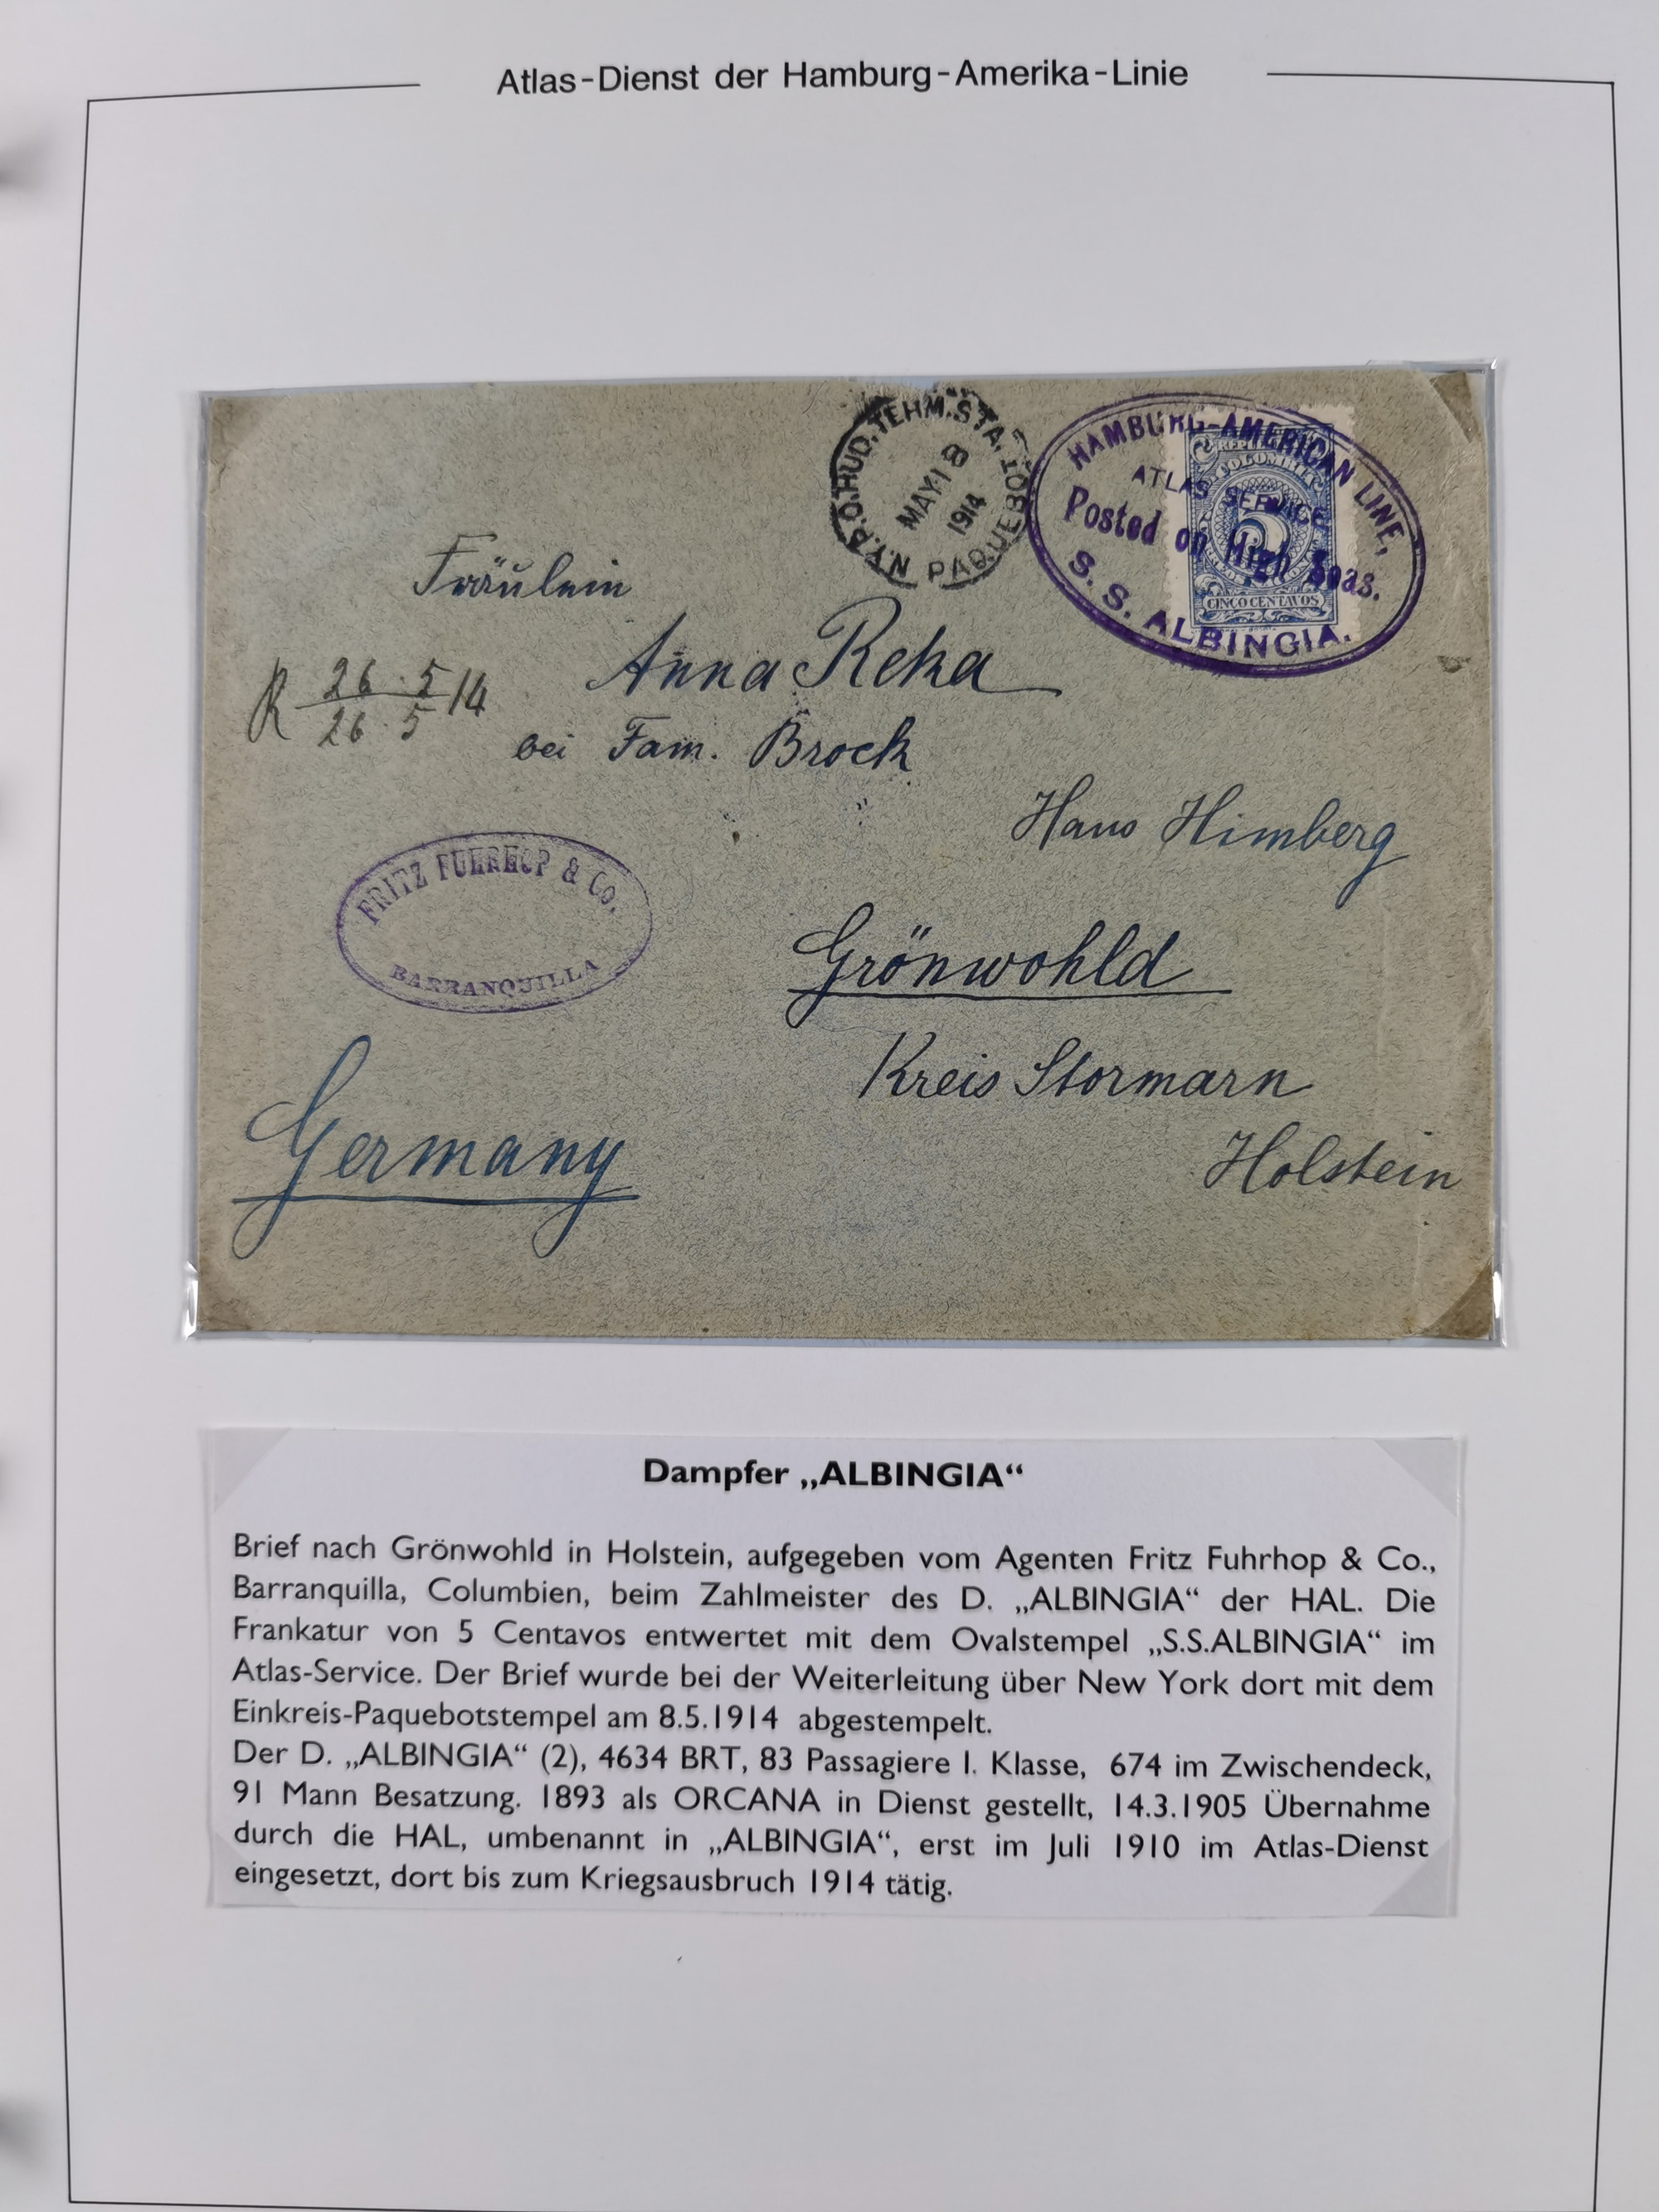 Atlas-Dienst der Hamburg-Amerika-Linie
N.Y.P.O. HUD. TERM. STA.
MAY 18
1914
PAQUEBOT
HAMBURG-AMERICAN LINE,
ATLAS SERVICE
Posted on High Seas.
S. S. ALBINGIA.
COLOMBIA
5
CINCO CENTAVOS
Fräulein
Anna Reka
R 26.5/14
26.5
bei Fam. Brock
Hans Himberg
FRITZ FUHRHOP & CO.
BARRANQUILLA
Grönwohld
Kreis Stormarn
Germany
Holstein
Dampfer „ALBINGIA“
Brief nach Grönwohld in Holstein, aufgegeben vom Agenten Fritz Fuhrhop & Co.,
Barranquilla, Columbien, beim Zahlmeister des D. „ALBINGIA“ der HAL. Die
Frankatur von 5 Centavos entwertet mit dem Ovalstempel „S.S.ALBINGIA“ im
Atlas-Service. Der Brief wurde bei der Weiterleitung über New York dort mit dem
Einkreis-Paquebotstempel am 8.5.1914 abgestempelt.
Der D. „ALBINGIA“ (2), 4634 BRT, 83 Passagiere I. Klasse, 674 im Zwischendeck,
91 Mann Besatzung. 1893 als ORCANA in Dienst gestellt, 14.3.1905 Übernahme
durch die HAL, umbenannt in „ALBINGIA“, erst im Juli 1910 im Atlas-Dienst
eingesetzt, dort bis zum Kriegsausbruch 1914 tätig.